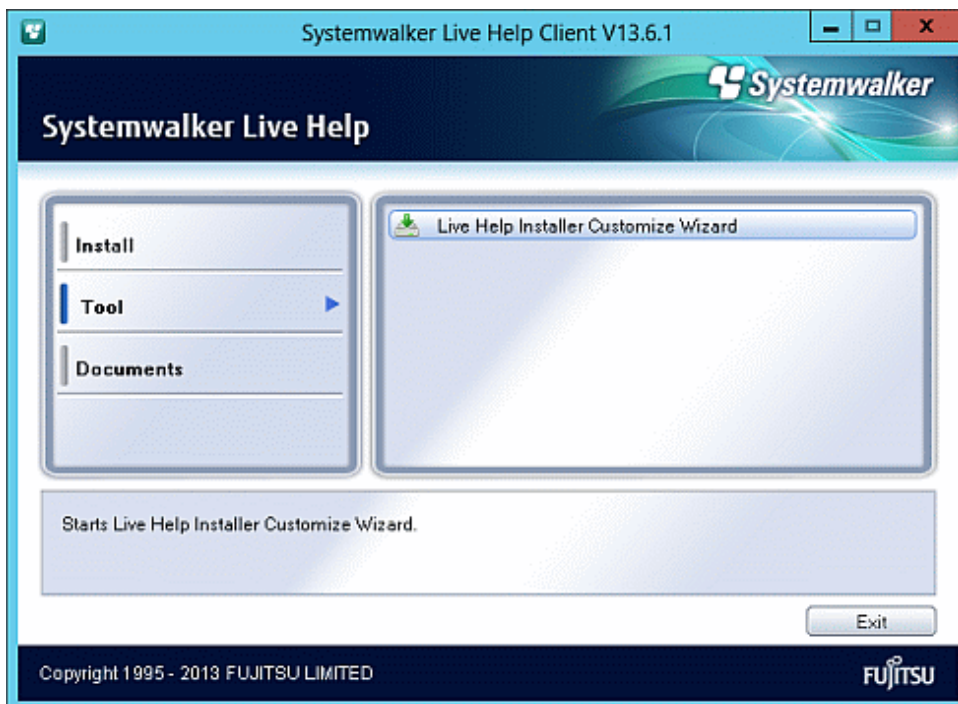 Systemwalker Live Help Client V13.6.1
Systemwalker
Systemwalker Live Help
Install
Tool
Documents
Live Help Installer Customize Wizard
Starts Live Help Installer Customize Wizard.
Exit
Copyright 1995 - 2013 FUJITSU LIMITED
FUJITSU